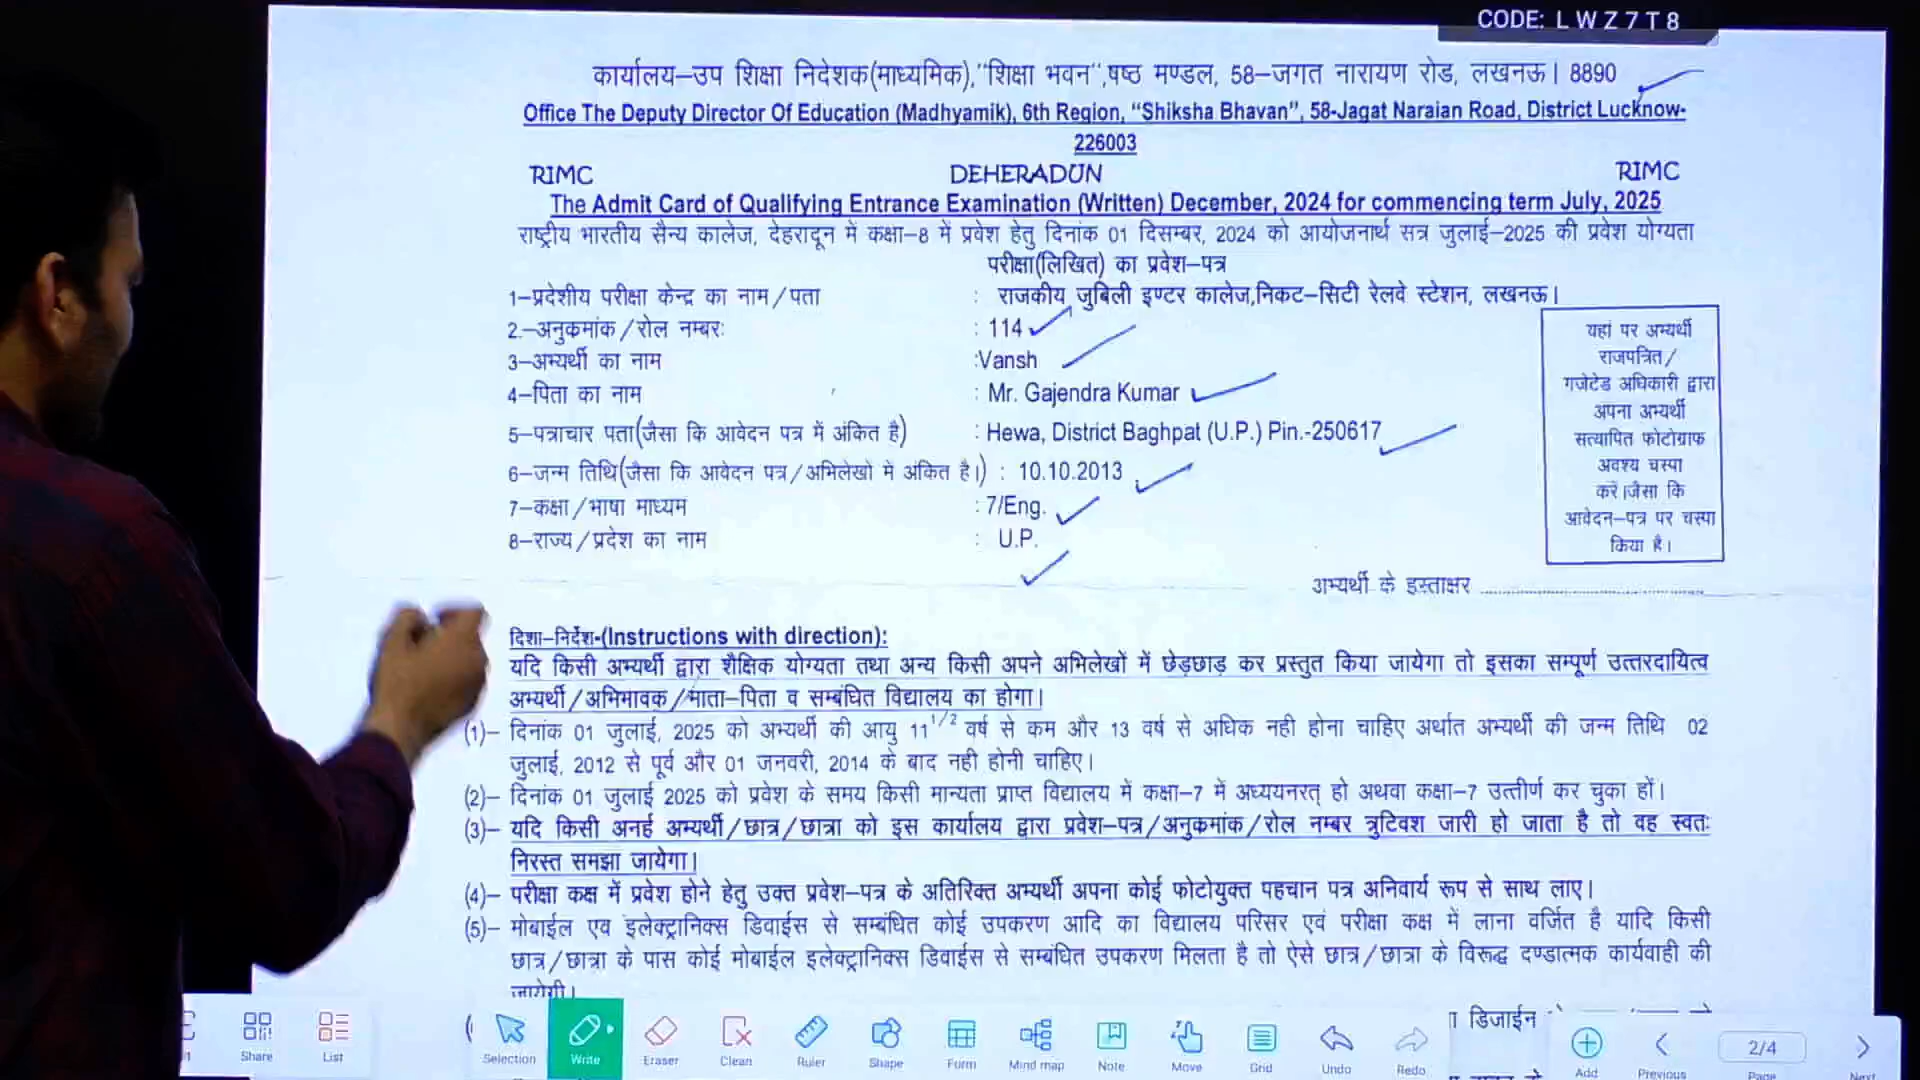 CODE: LWZ7T8
कार्यालय–उप शिक्षा निदेशक(माध्यमिक),"शिक्षा भवन",षष्ठ मण्डल, 58–जगत नारायण रोड, लखनऊ। 8890
Office The Deputy Director Of Education (Madhyamik), 6th Region, “Shiksha Bhavan”, 58-Jagat Naraian Road, District Lucknow-
226003
RIMC DEHERADUN RIMC
The Admit Card of Qualifying Entrance Examination (Written) December, 2024 for commencing term July, 2025
राष्ट्रीय भारतीय सैन्य कालेज, देहरादून में कक्षा–8 में प्रवेश हेतु दिनांक 01 दिसम्बर, 2024 को आयोजनार्थ सत्र जुलाई–2025 की प्रवेश योग्यता
परीक्षा(लिखित) का प्रवेश–पत्र
1–प्रदेशीय परीक्षा केन्द्र का नाम/पता : राजकीय जुबिली इण्टर कालेज,निकट–सिटी रेलवे स्टेशन, लखनऊ।
2.–अनुक्रमांक/रोल नम्बरः : 114
3–अभ्यर्थी का नाम :Vansh
4–पिता का नाम : Mr. Gajendra Kumar
5–पत्राचार पता(जैसा कि आवेदन पत्र में अंकित है) : Hewa, District Baghpat (U.P.) Pin.-250617
6–जन्म तिथि(जैसा कि आवेदन पत्र/अभिलेखो मे अंकित है।) : 10.10.2013
7–कक्षा/भाषा माध्यम : 7/Eng.
8–राज्य/प्रदेश का नाम : U.P.
यहां पर अभ्यर्थी
राजपत्रित/
गजेटेड अधिकारी द्वारा
अपना अभ्यर्थी
सत्यापित फोटोग्राफ
अवश्य चस्पा
करें।जैसा कि
आवेदन–पत्र पर चस्पा
किया है।
अभ्यर्थी के हस्ताक्षर
दिशा–निर्देश-(Instructions with direction):
यदि किसी अभ्यर्थी द्वारा शैक्षिक योग्यता तथा अन्य किसी अपने अभिलेखों में छेड़छाड़ कर प्रस्तुत किया जायेगा तो इसका सम्पूर्ण उत्तरदायित्व
अभ्यर्थी/अभिभावक/माता–पिता व सम्बंधित विद्यालय का होगा।
(1)– दिनांक 01 जुलाई, 2025 को अभ्यर्थी की आयु 11 1/2 वर्ष से कम और 13 वर्ष से अधिक नही होना चाहिए अर्थात अभ्यर्थी की जन्म तिथि 02
जुलाई, 2012 से पूर्व और 01 जनवरी, 2014 के बाद नही होनी चाहिए।
(2)– दिनांक 01 जुलाई 2025 को प्रवेश के समय किसी मान्यता प्राप्त विद्यालय में कक्षा–7 में अध्ययनरत् हो अथवा कक्षा–7 उत्तीर्ण कर चुका हों।
(3)– यदि किसी अनर्ह अभ्यर्थी/छात्र/छात्रा को इस कार्यालय द्वारा प्रवेश–पत्र/अनुक्रमांक/रोल नम्बर त्रुटिवश जारी हो जाता है तो वह स्वतः
निरस्त समझा जायेगा।
(4)– परीक्षा कक्ष में प्रवेश होने हेतु उक्त प्रवेश–पत्र के अतिरिक्त अभ्यर्थी अपना कोई फोटोयुक्त पहचान पत्र अनिवार्य रूप से साथ लाए।
(5)– मोबाईल एव इलेक्ट्रानिक्स डिवाईस से सम्बंधित कोई उपकरण आदि का विद्यालय परिसर एवं परीक्षा कक्ष में लाना वर्जित है यादि किसी
छात्र/छात्रा के पास कोई मोबाईल इलेक्ट्रानिक्स डिवाईस से सम्बंधित उपकरण मिलता है तो ऐसे छात्र/छात्रा के विरूद्ध दण्डात्मक कार्यवाही की
जायेगी।
डिजाईन
Share List Selection Write Eraser Clean Ruler Shape Form Mind map Note Move Grid Undo Redo Add Previous 2/4 Page Next